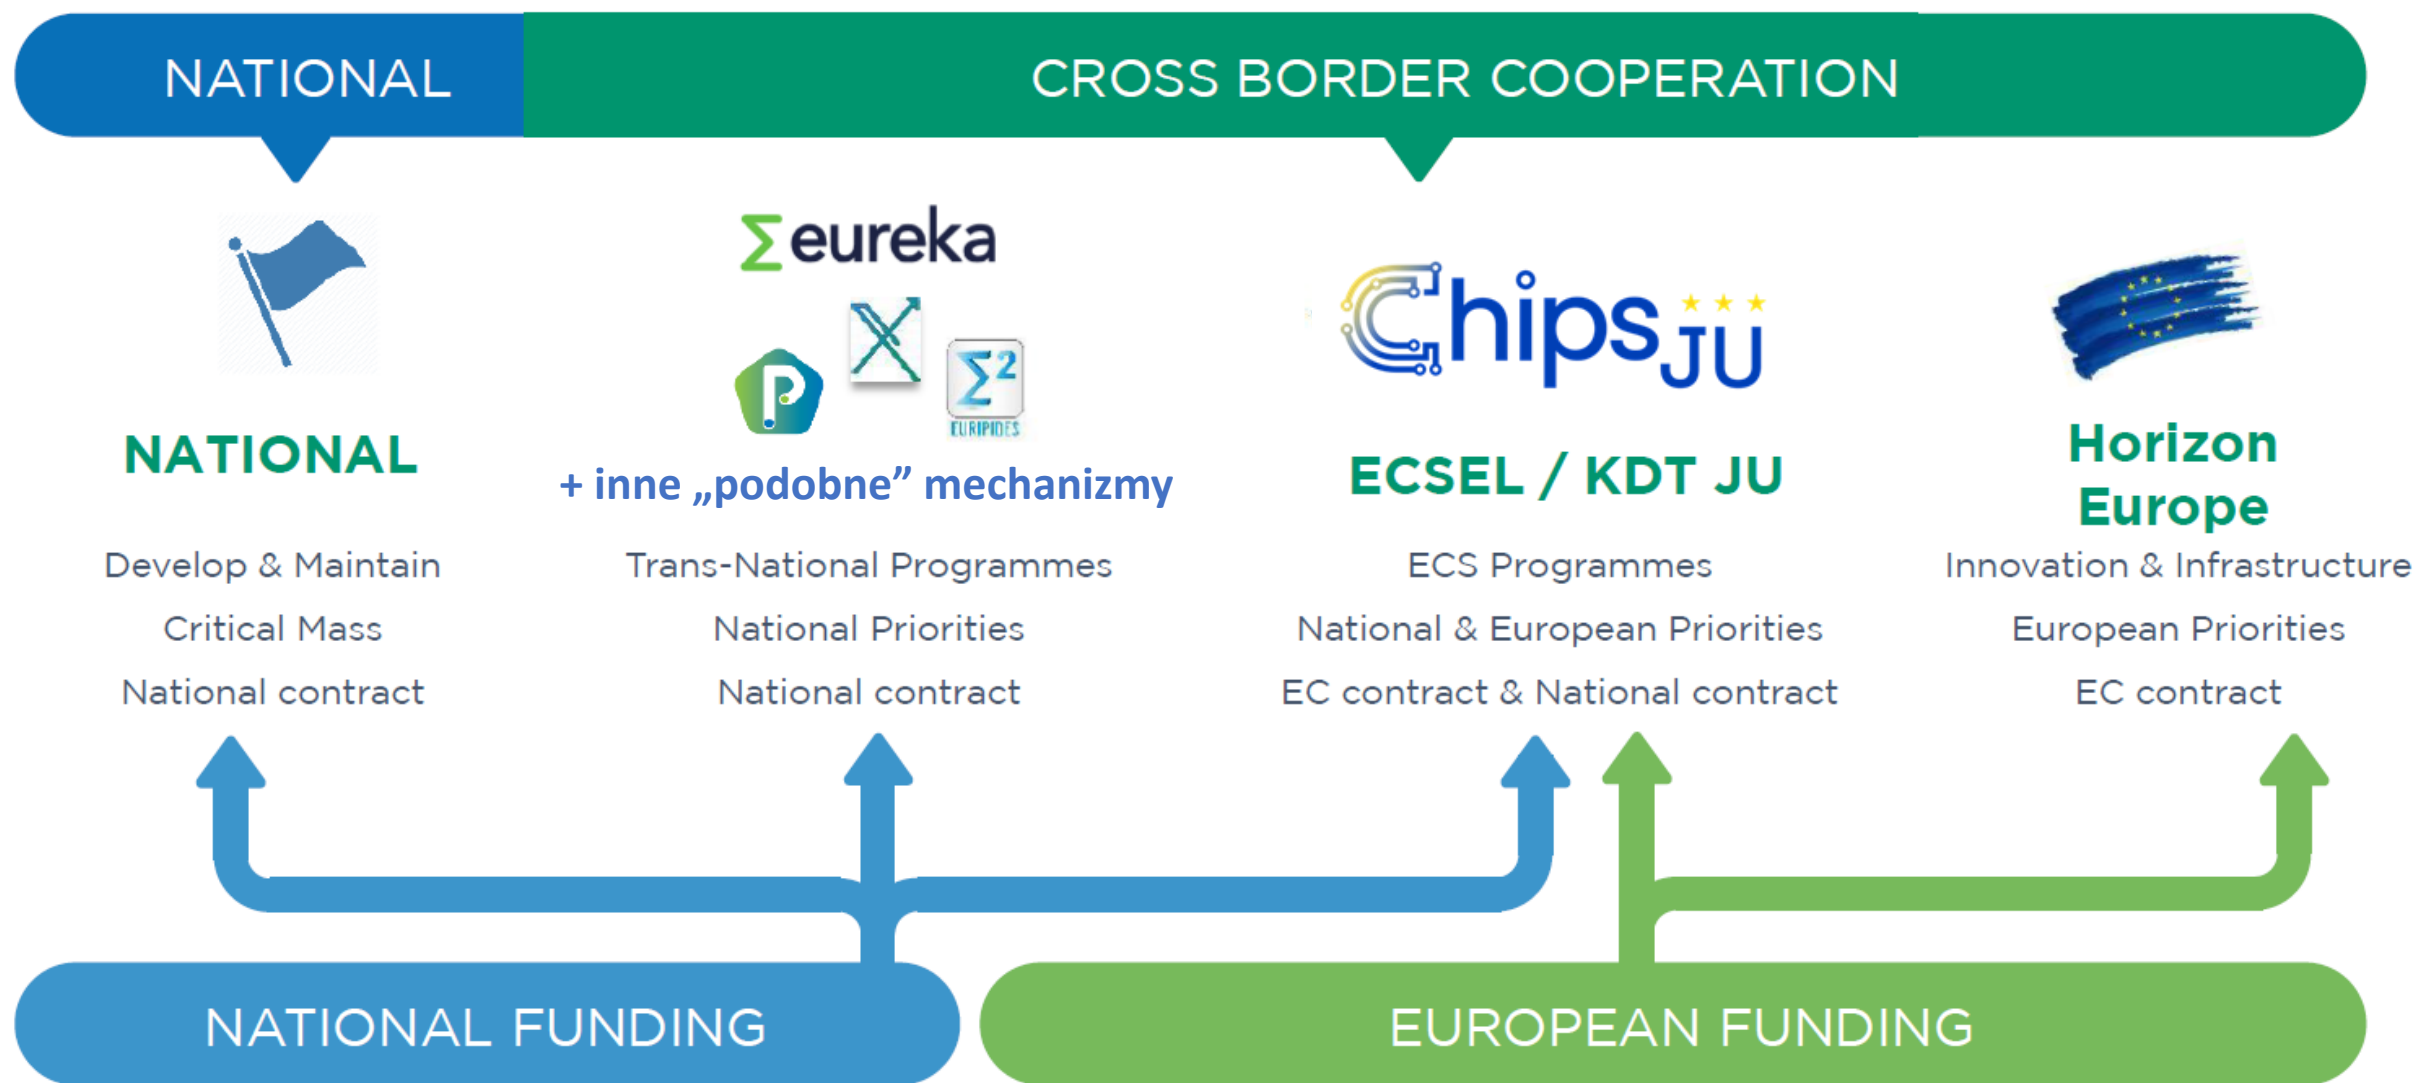 NATIONAL
CROSS BORDER COOPERATION
NATIONAL
Develop & Maintain
Critical Mass
National contract
Σeureka
P
X
Σ2
EURIPIDES
+ inne „podobne” mechanizmy
Trans-National Programmes
National Priorities
National contract
Chips JU
ECSEL / KDT JU
ECS Programmes
National & European Priorities
EC contract & National contract
Horizon
Europe
Innovation & Infrastructure
European Priorities
EC contract
NATIONAL FUNDING
EUROPEAN FUNDING